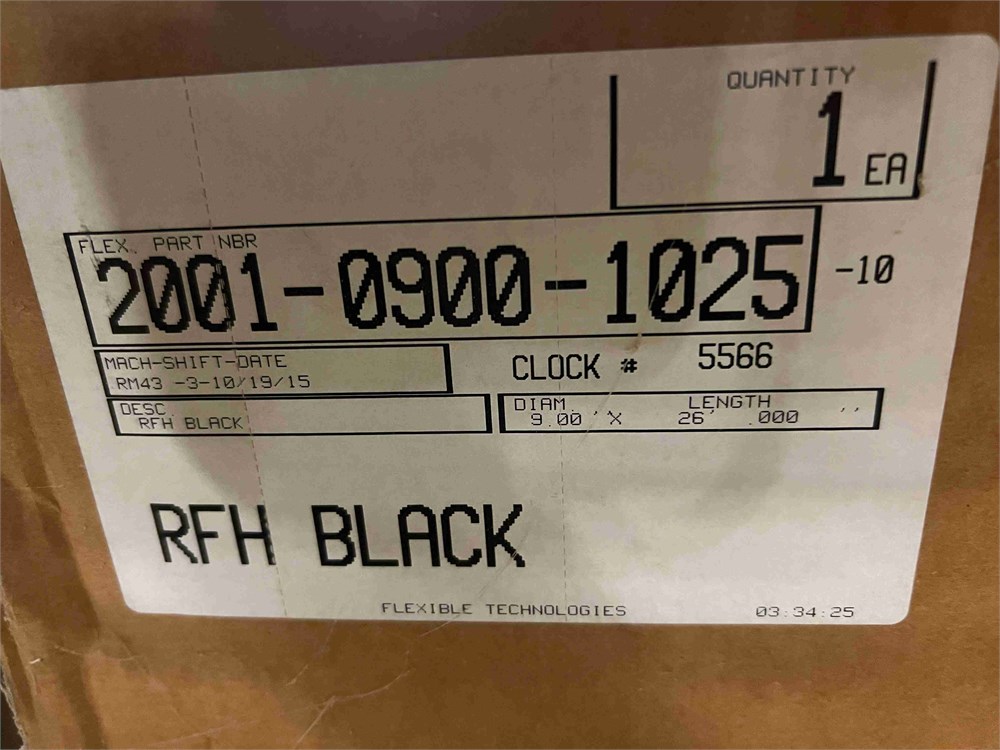 QUANTITY
1 EA
FLEX. PART NBR
2001-0900-1025 -10
MACH-SHIFT-DATE
RM43 -3-10/19/15
CLOCK # 5566
DESC.
RFH BLACK
DIAM. LENGTH
9.00 ' X 26' .000 ''
RFH BLACK
FLEXIBLE TECHNOLOGIES 03:34:25